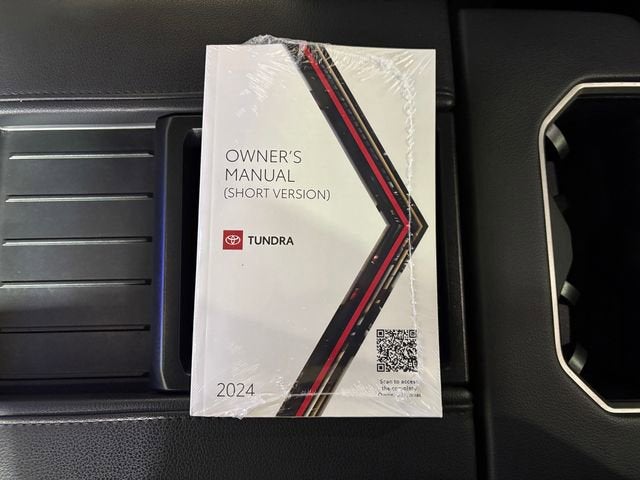 OWNER'S
MANUAL
(SHORT VERSION)
TUNDRA
Scan to access
the complete
2024